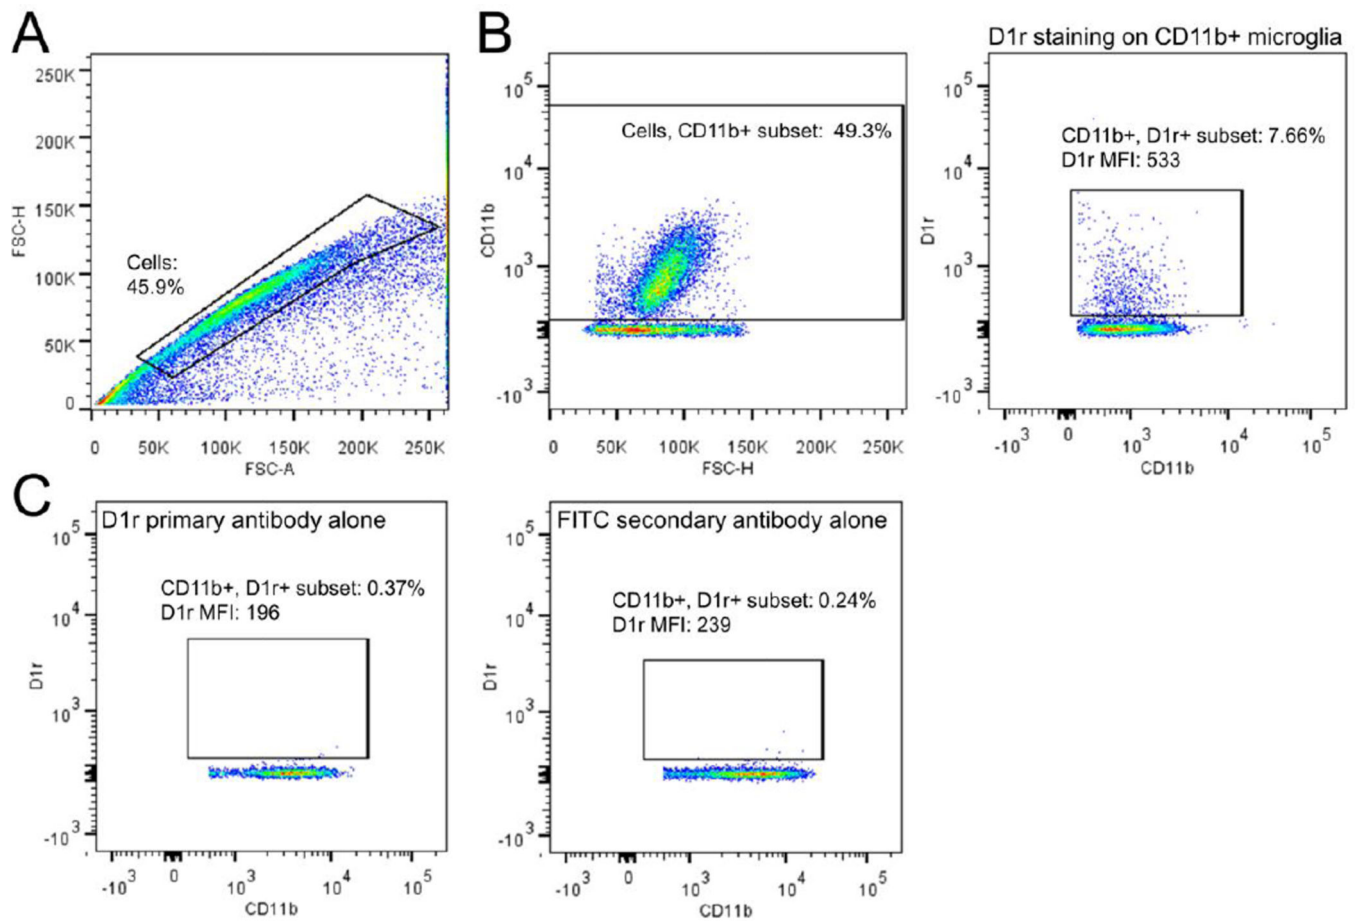 A
250K
200K
150K
100K
50K
0
FSC-H
Cells:
45.9%
0 50K 100K 150K 200K 250K
FSC-A
B
10^5
10^4
10^3
-10^3
CD11b
Cells, CD11b+ subset: 49.3%
0 50K 100K 150K 200K 250K
FSC-H
D1r staining on CD11b+ microglia
10^5
10^4
10^3
-10^3
D1r
CD11b+, D1r+ subset: 7.66%
D1r MFI: 533
-10^3 0 10^3 10^4 10^5
CD11b
C
D1r primary antibody alone
10^5
10^4
10^3
-10^3
D1r
CD11b+, D1r+ subset: 0.37%
D1r MFI: 196
-10^3 0 10^3 10^4 10^5
CD11b
FITC secondary antibody alone
10^5
10^4
10^3
-10^3
D1r
CD11b+, D1r+ subset: 0.24%
D1r MFI: 239
-10^3 0 10^3 10^4 10^5
CD11b